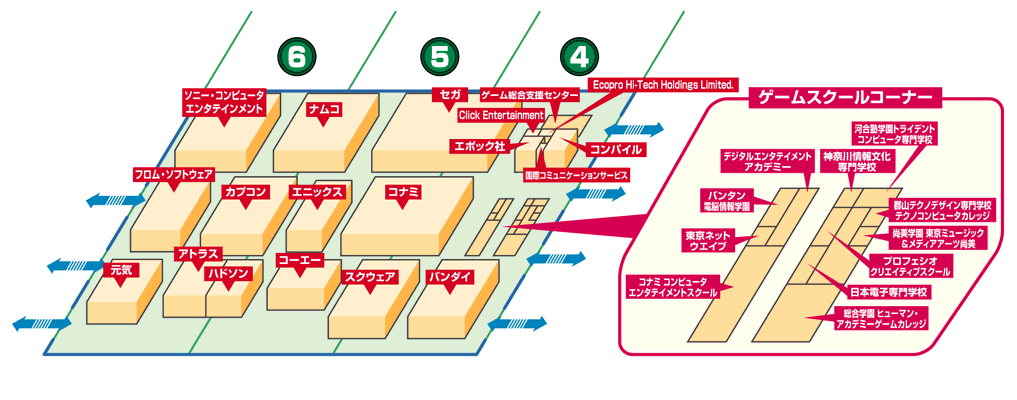 6
5
4
ソニー・コンピュータ
エンタテインメント
ナムコ
セガ
ゲーム総合支援センター
Ecopro Hi-Tech Holdings Limited.
Click Entertainment
エポック社
コンパイル
国際コミュニケーションサービス
フロム・ソフトウェア
カプコン
エニックス
コナミ
元気
アトラス
ハドソン
コーエー
スクウェア
バンダイ
ゲームスクールコーナー
河合塾学園トライデント
コンピュータ専門学校
デジタルエンタテイメント
アカデミー
神奈川情報文化
専門学校
バンタン
電脳情報学園
郡山テクノデザイン専門学校
テクノコンピュータカレッジ
東京ネット
ウエイブ
尚美学園 東京ミュージック
&メディアアーツ尚美
プロフェシオ
クリエイティブスクール
コナミ コンピュータ
エンタテイメントスクール
日本電子専門学校
総合学園 ヒューマン・
アカデミーゲームカレッジ